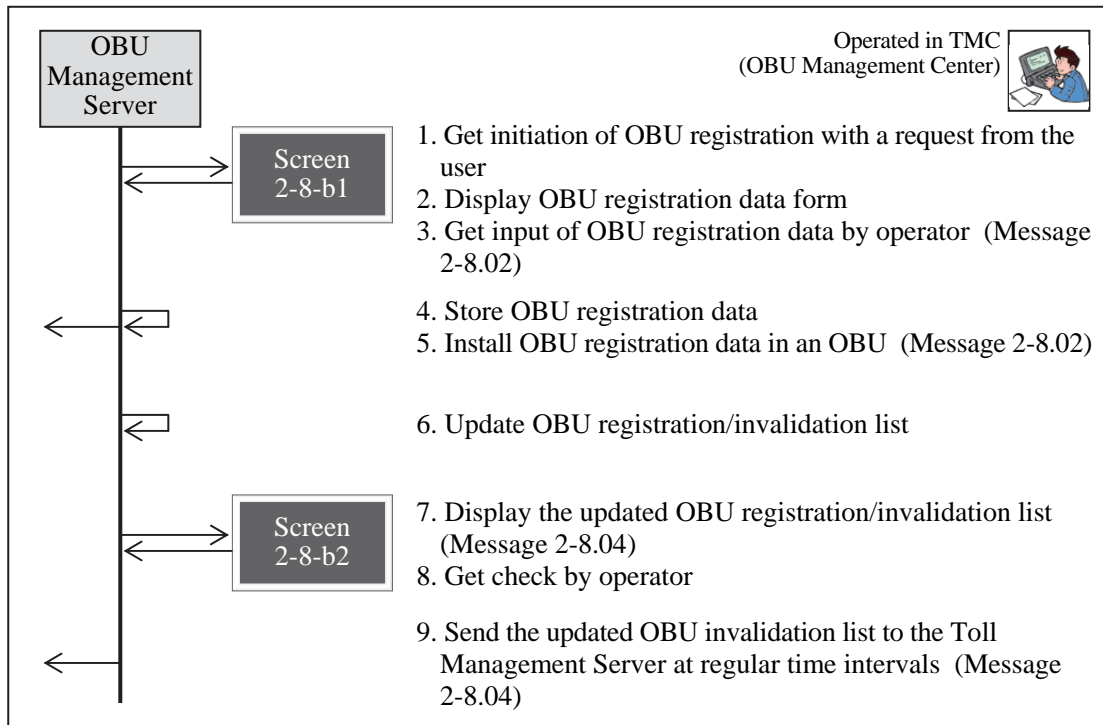 OBU
Management
Server
Operated in TMC
(OBU Management Center)
Screen
2-8-b1
1. Get initiation of OBU registration with a request from the
user
2. Display OBU registration data form
3. Get input of OBU registration data by operator (Message
2-8.02)
4. Store OBU registration data
5. Install OBU registration data in an OBU (Message 2-8.02)
6. Update OBU registration/invalidation list
Screen
2-8-b2
7. Display the updated OBU registration/invalidation list
(Message 2-8.04)
8. Get check by operator
9. Send the updated OBU invalidation list to the Toll
Management Server at regular time intervals (Message
2-8.04)